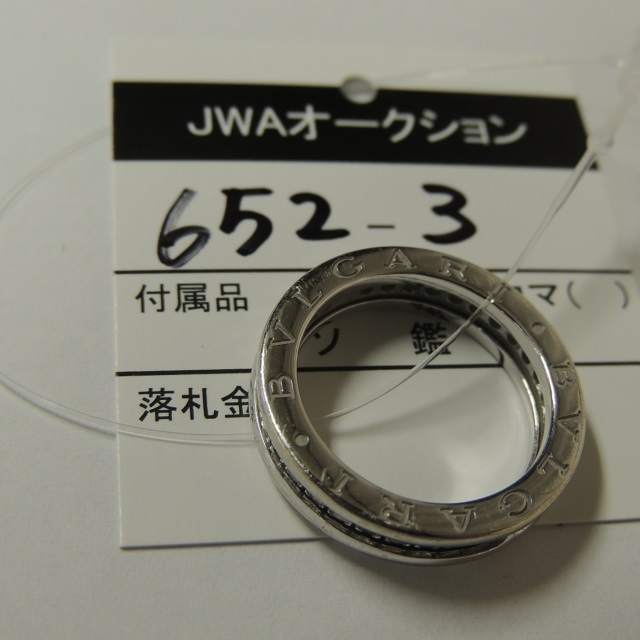 JWAオークション
652-3
付属品 マ( )
ソ 鑑
落札金
BVLGARI • BVLGARI •